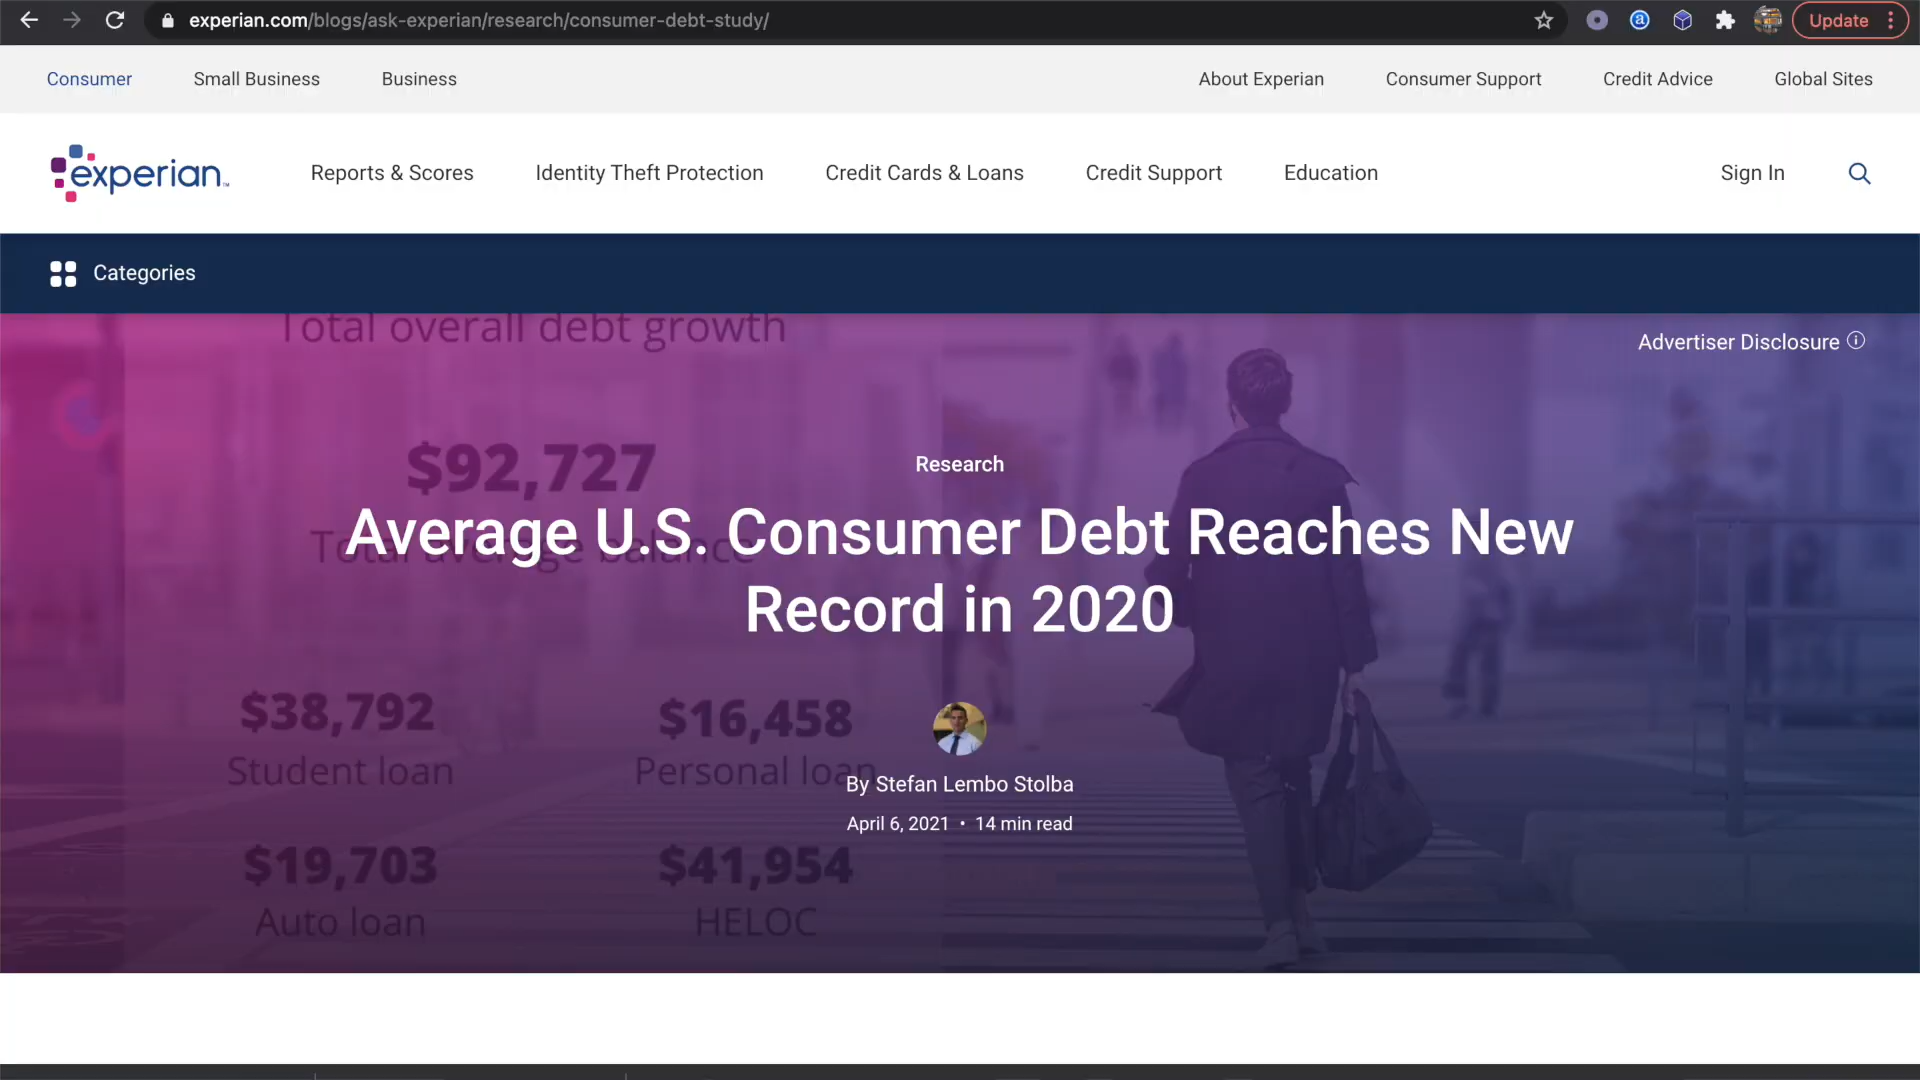 experian.com/blogs/ask-experian/research/consumer-debt-study/
Update
Consumer
Small Business
Business
About Experian
Consumer Support
Credit Advice
Global Sites
experian™
Reports & Scores
Identity Theft Protection
Credit Cards & Loans
Credit Support
Education
Sign In
Categories
Total overall debt growth
Advertiser Disclosure
$92,727
Total average balance
Research
Average U.S. Consumer Debt Reaches New
Record in 2020
$38,792
Student loan
$16,458
Personal loan
By Stefan Lembo Stolba
April 6, 2021 • 14 min read
$19,703
Auto loan
$41,954
HELOC